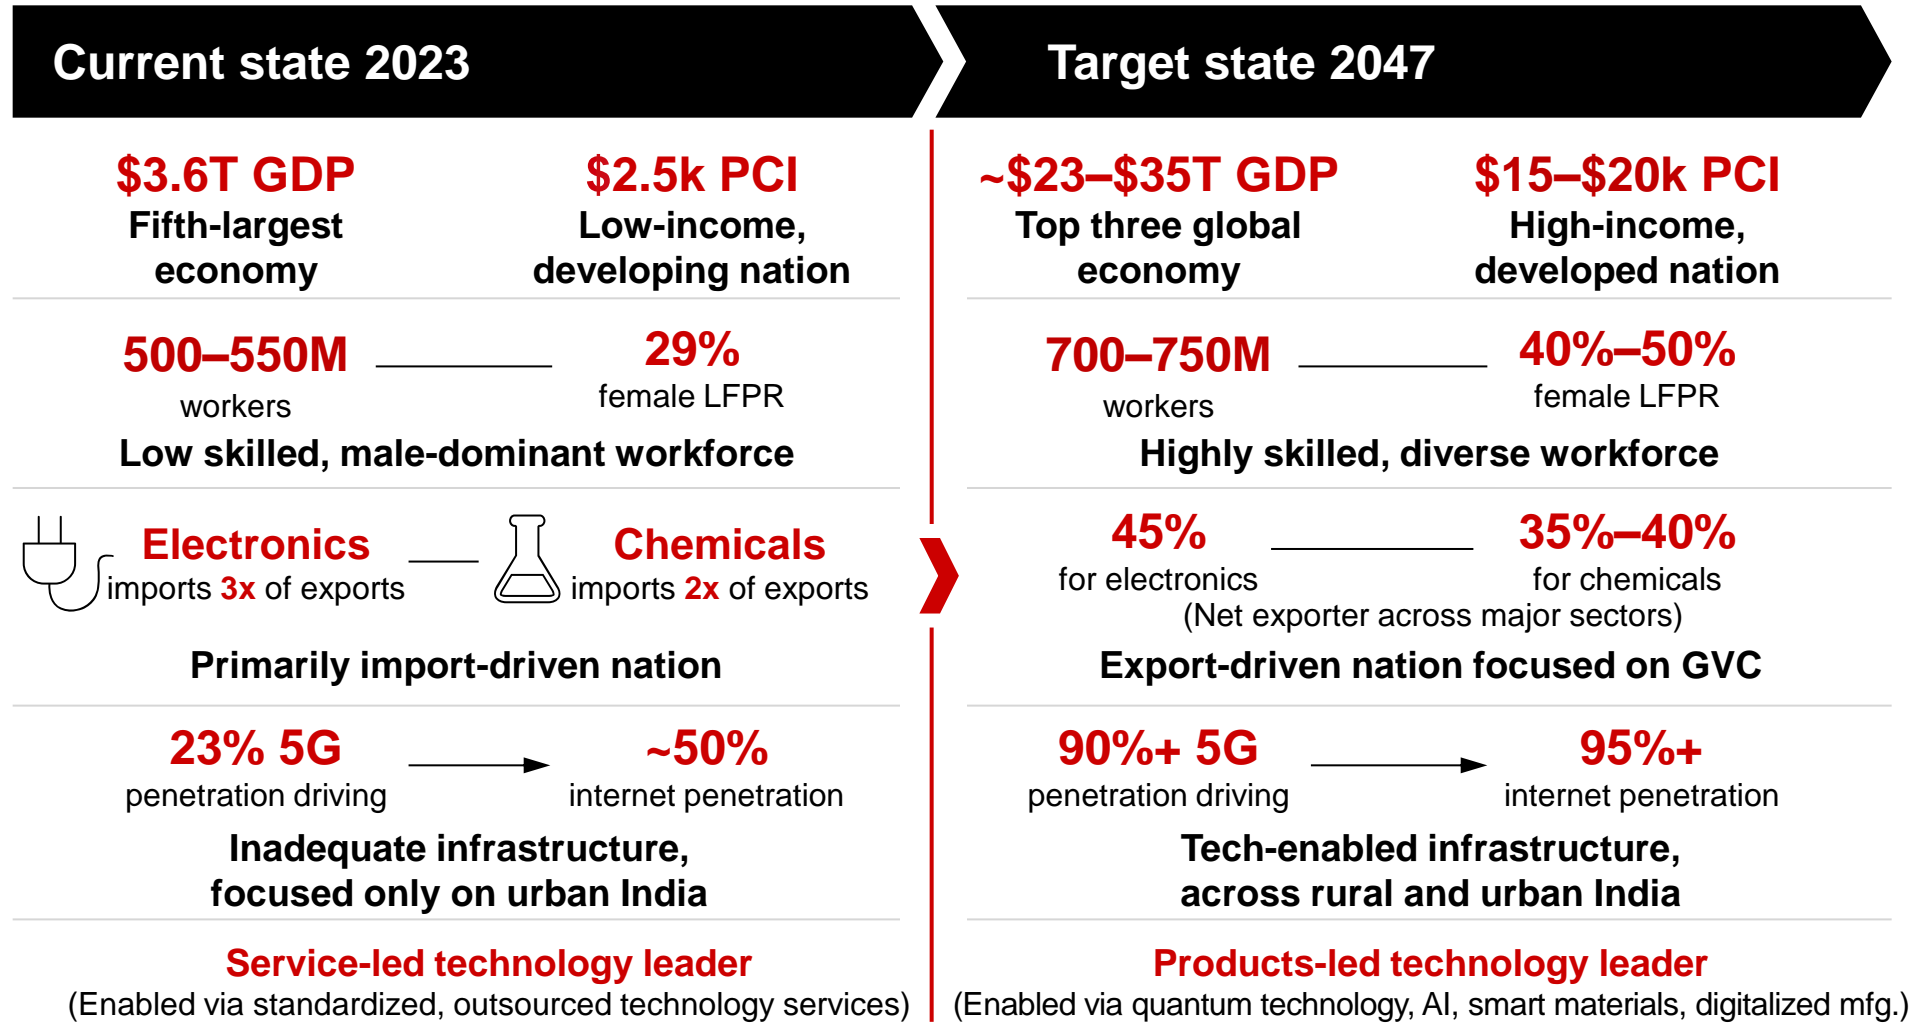 Current state 2023
Target state 2047
$3.6T GDP
Fifth-largest
economy
$2.5k PCI
Low-income,
developing nation
~$23–$35T GDP
Top three global
economy
$15–$20k PCI
High-income,
developed nation
500–550M
workers
29%
female LFPR
Low skilled, male-dominant workforce
700–750M
workers
40%–50%
female LFPR
Highly skilled, diverse workforce
Electronics
imports 3x of exports
Chemicals
imports 2x of exports
Primarily import-driven nation
45%
for electronics
35%–40%
for chemicals
(Net exporter across major sectors)
Export-driven nation focused on GVC
23% 5G
penetration driving
~50%
internet penetration
Inadequate infrastructure,
focused only on urban India
90%+ 5G
penetration driving
95%+
internet penetration
Tech-enabled infrastructure,
across rural and urban India
Service-led technology leader
(Enabled via standardized, outsourced technology services)
Products-led technology leader
(Enabled via quantum technology, AI, smart materials, digitalized mfg.)